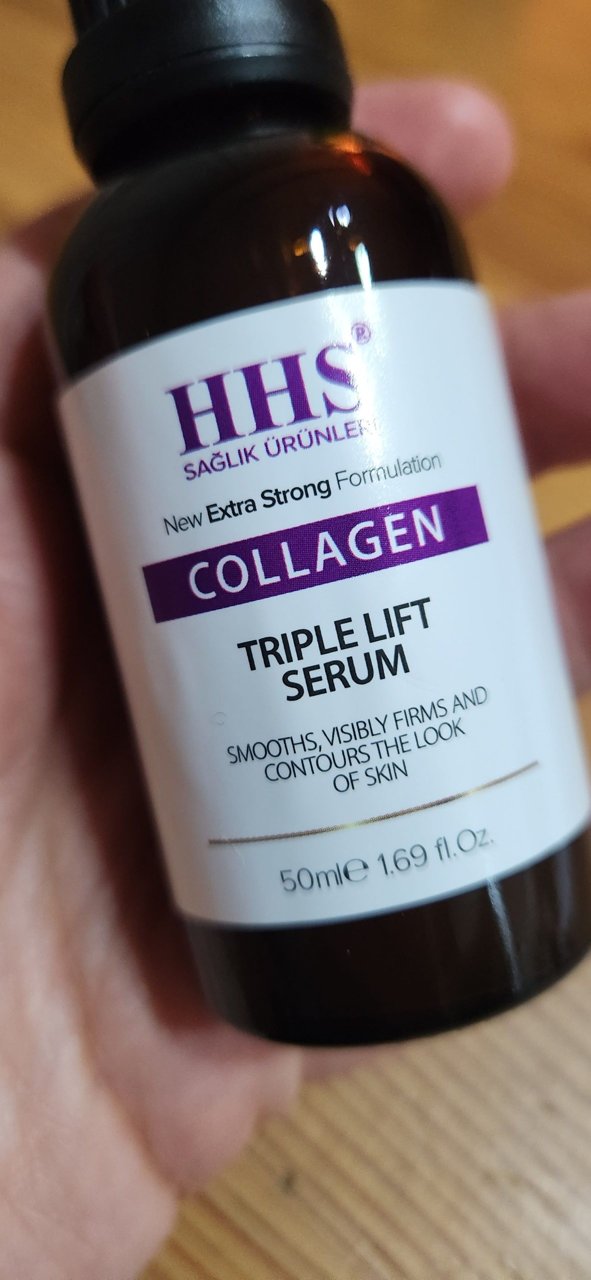 HHS®
SAĞLIK ÜRÜNLER
New Extra Strong Formulation
COLLAGEN
TRIPLE LIFT
SERUM
SMOOTHS, VISIBLY FIRMS AND
CONTOURS THE LOOK
OF SKIN
50ml℮ 1.69 fl.Oz.